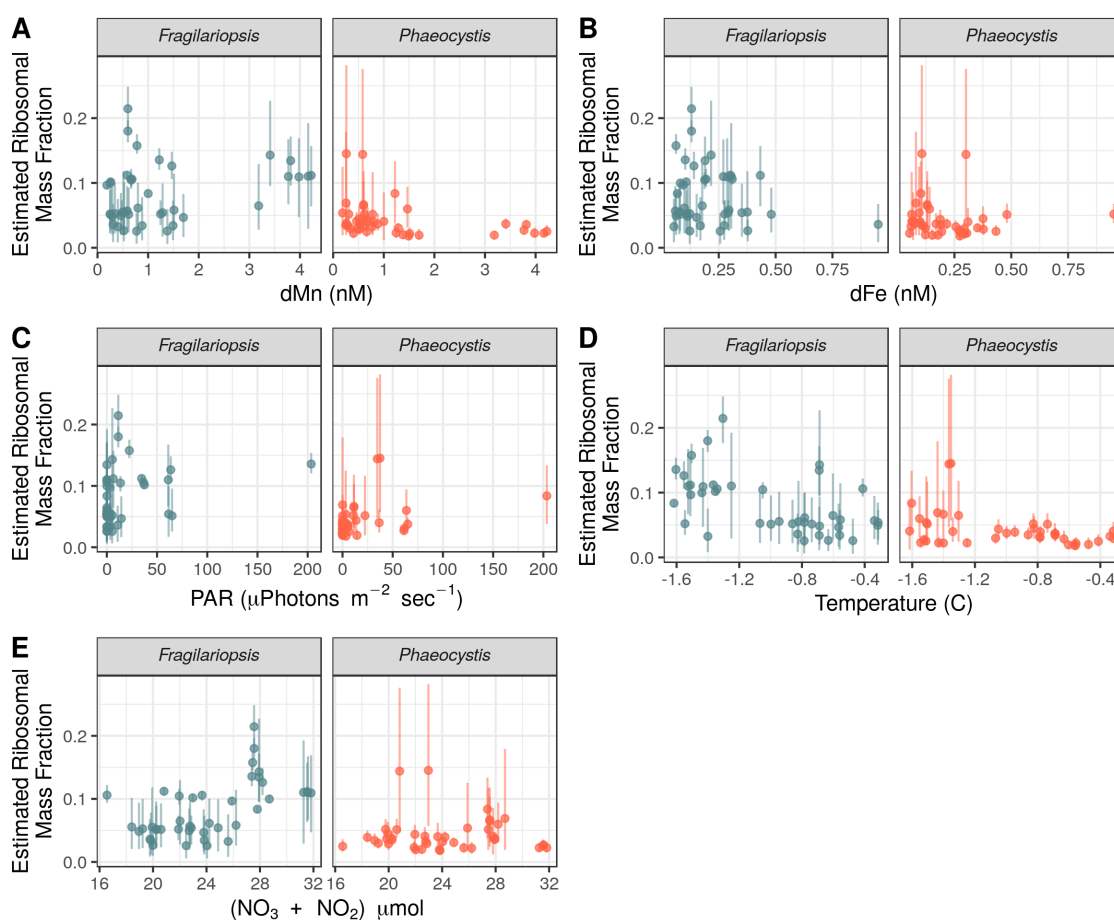 A
Fragilariopsis
Phaeocystis
Estimated Ribosomal
Mass Fraction
0.2
0.1
0.0
0 1 2 3 4 0 1 2 3 4
dMn (nM)
B
Fragilariopsis
Phaeocystis
Estimated Ribosomal
Mass Fraction
0.2
0.1
0.0
0.25 0.50 0.75 0.25 0.50 0.75
dFe (nM)
C
Fragilariopsis
Phaeocystis
Estimated Ribosomal
Mass Fraction
0.2
0.1
0.0
0 50 100 150 200 0 50 100 150 200
PAR (μPhotons m⁻² sec⁻¹)
D
Fragilariopsis
Phaeocystis
Estimated Ribosomal
Mass Fraction
0.2
0.1
0.0
-1.6 -1.2 -0.8 -0.4 -1.6 -1.2 -0.8 -0.4
Temperature (C)
E
Fragilariopsis
Phaeocystis
Estimated Ribosomal
Mass Fraction
0.2
0.1
0.0
16 20 24 28 32 16 20 24 28 32
(NO₃ + NO₂) μmol